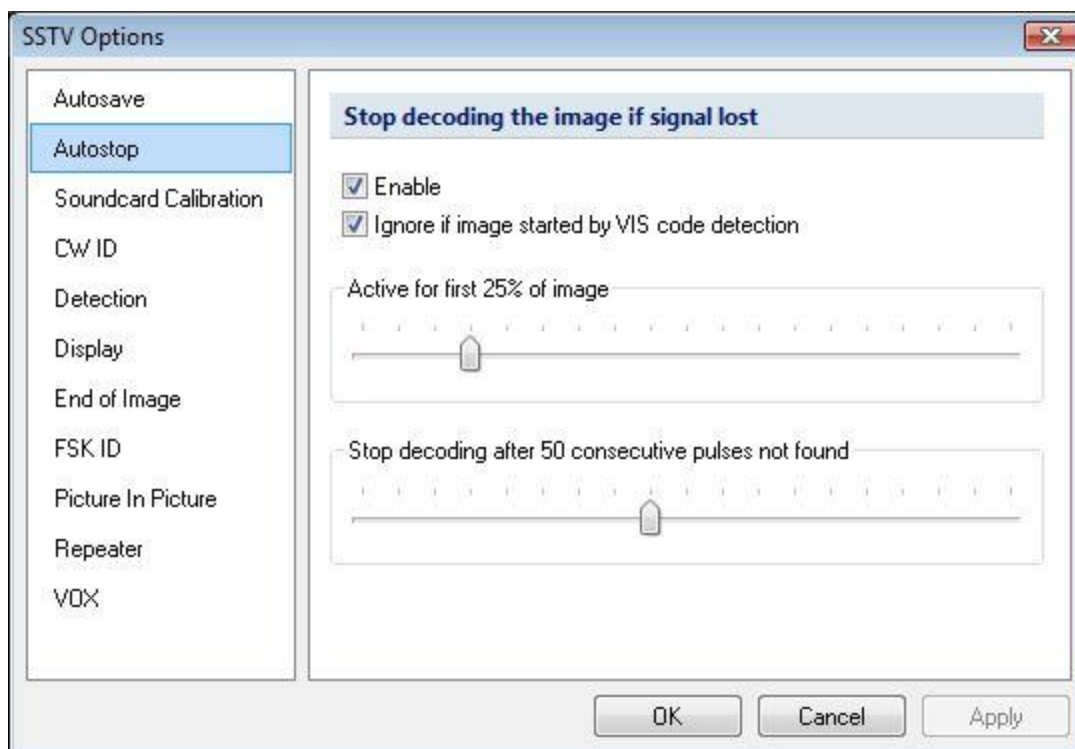 SSTV Options
Autosave
Autostop
Soundcard Calibration
CW ID
Detection
Display
End of Image
FSK ID
Picture In Picture
Repeater
VOX
Stop decoding the image if signal lost
Enable
Ignore if image started by VIS code detection
Active for first 25% of image
Stop decoding after 50 consecutive pulses not found
OK
Cancel
Apply